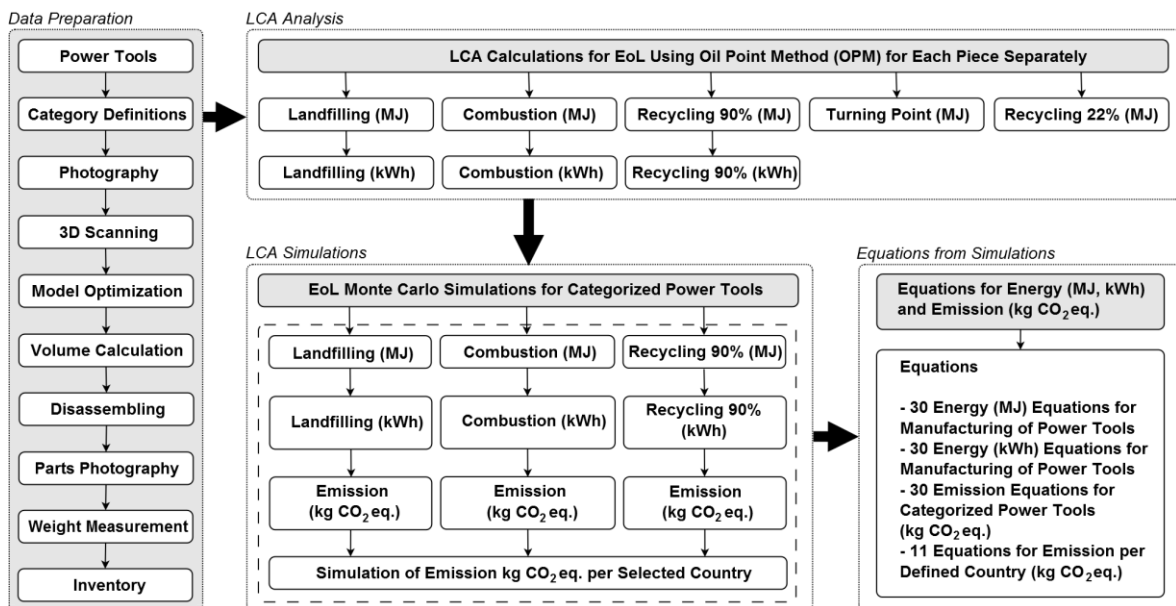 Data Preparation
Power Tools
Category Definitions
Photography
3D Scanning
Model Optimization
Volume Calculation
Disassembling
Parts Photography
Weight Measurement
Inventory
LCA Analysis
LCA Calculations for EoL Using Oil Point Method (OPM) for Each Piece Separately
Landfilling (MJ)
Combustion (MJ)
Recycling 90% (MJ)
Turning Point (MJ)
Recycling 22% (MJ)
Landfilling (kWh)
Combustion (kWh)
Recycling 90% (kWh)
LCA Simulations
EoL Monte Carlo Simulations for Categorized Power Tools
Landfilling (MJ)
Combustion (MJ)
Recycling 90% (MJ)
Landfilling (kWh)
Combustion (kWh)
Recycling 90%
(kWh)
Emission
(kg CO₂ eq.)
Emission
(kg CO₂ eq.)
Emission
(kg CO₂ eq.)
Simulation of Emission kg CO₂ eq. per Selected Country
Equations from Simulations
Equations for Energy (MJ, kWh)
and Emission (kg CO₂ eq.)
Equations
- 30 Energy (MJ) Equations for
Manufacturing of Power Tools
- 30 Energy (kWh) Equations for
Manufacturing of Power Tools
- 30 Emission Equations for
Categorized Power Tools
(kg CO₂ eq.)
- 11 Equations for Emission per
Defined Country (kg CO₂ eq.)